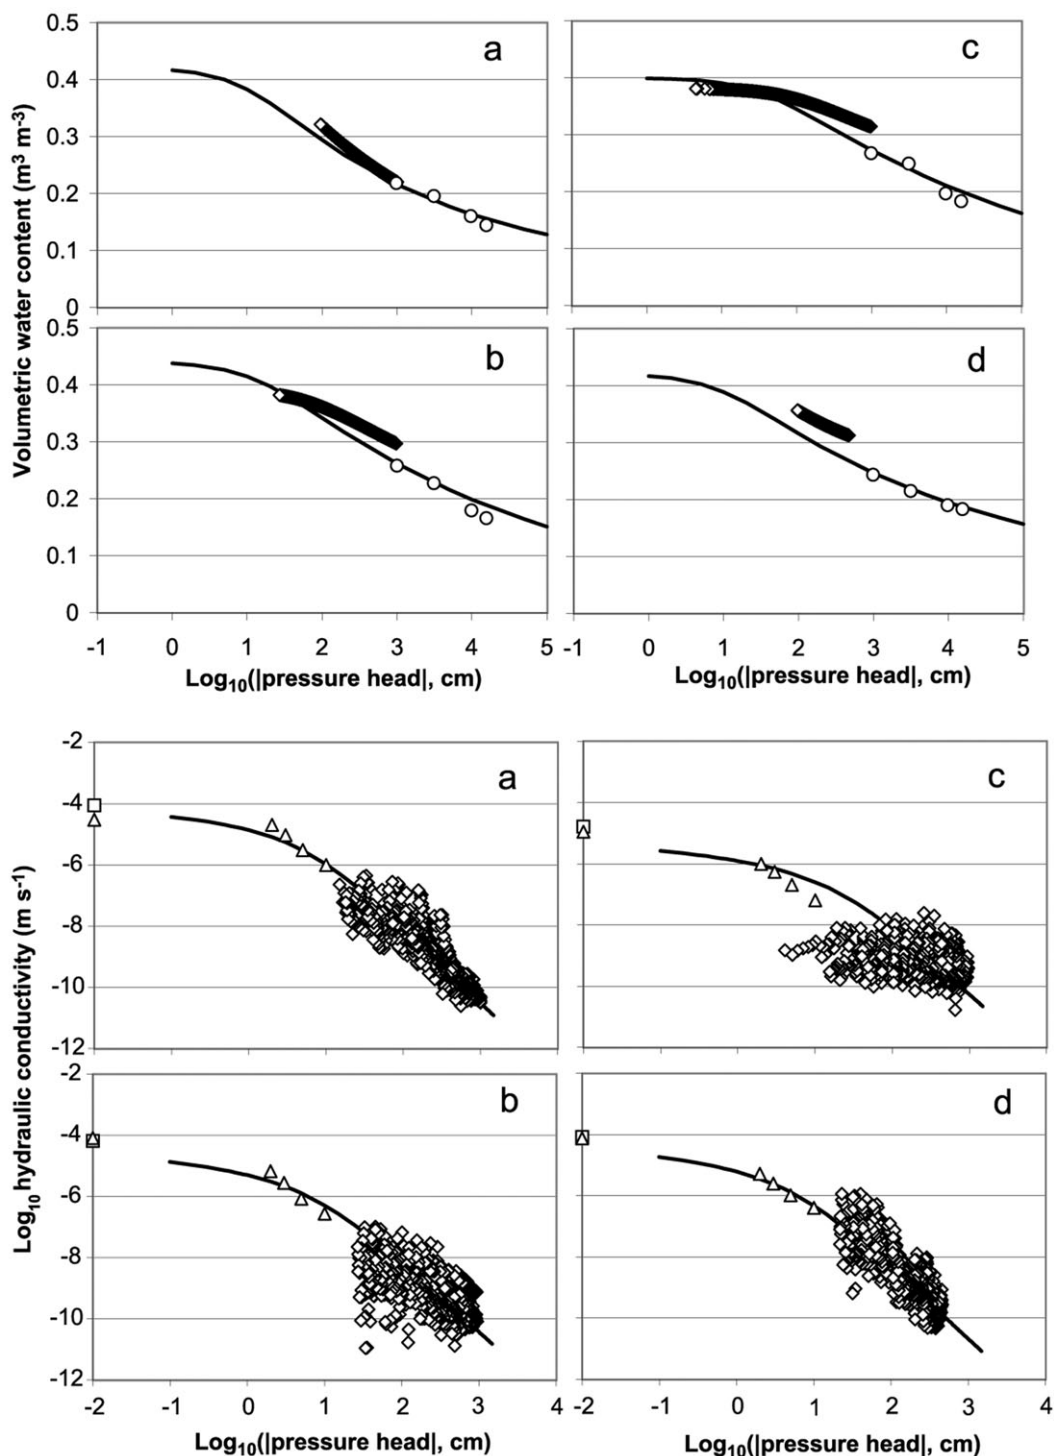 Volumetric water content (m³ m⁻³)
0.5
0.4
0.3
0.2
0.1
0
a
c
0.5
0.4
0.3
0.2
0.1
0
b
d
-1 0 1 2 3 4 5
-1 0 1 2 3 4 5
Log₁₀(|pressure head|, cm)
Log₁₀(|pressure head|, cm)
Log₁₀ hydraulic conductivity (m s⁻¹)
-2
-4
-6
-8
-10
-12
a
c
-2
-4
-6
-8
-10
-12
b
d
-2 -1 0 1 2 3 4
-2 -1 0 1 2 3 4
Log₁₀(|pressure head|, cm)
Log₁₀(|pressure head|, cm)